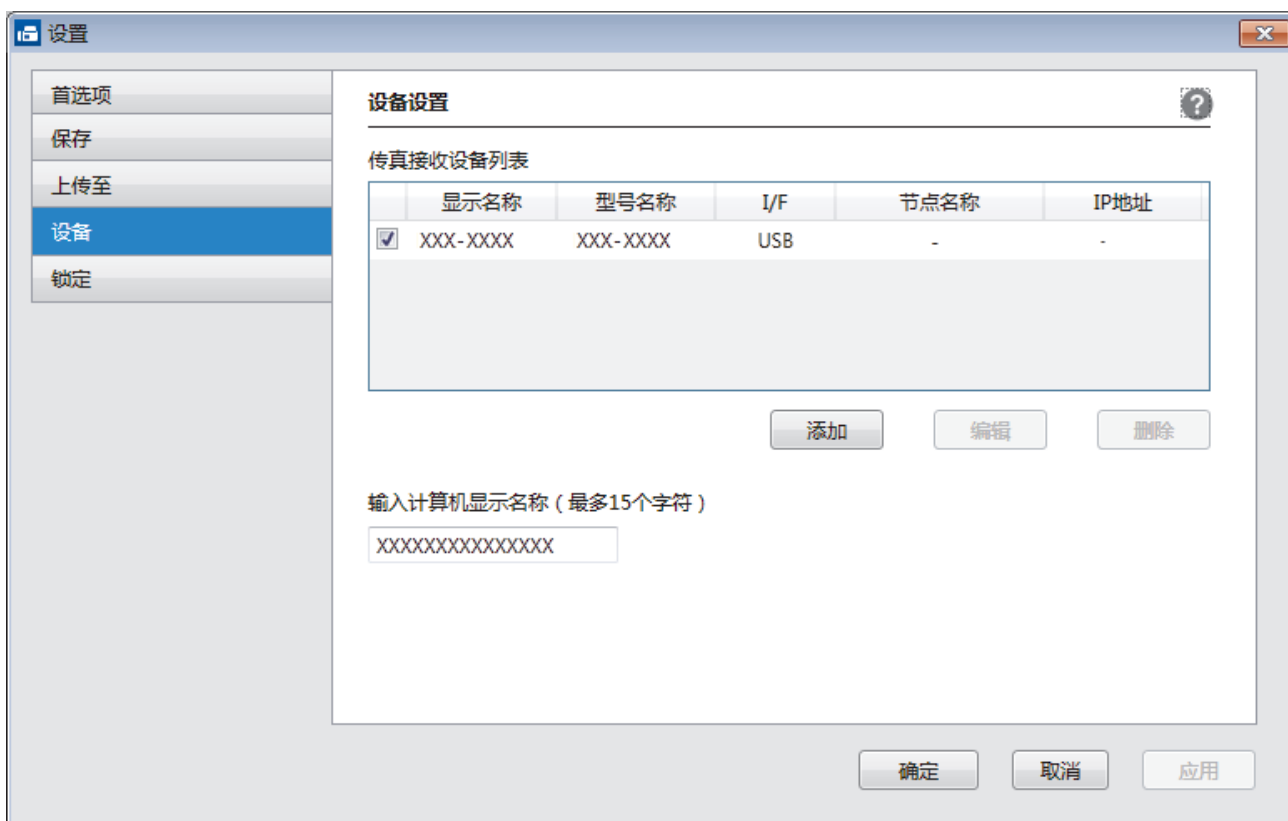 设置
首选项
保存
上传至
设备
锁定
设备设置
传真接收设备列表
显示名称 型号名称 I/F 节点名称 IP地址
XXX-XXXX XXX-XXXX USB - -
添加 编辑 删除
输入计算机显示名称（最多15个字符）
XXXXXXXXXXXXXXX
确定 取消 应用